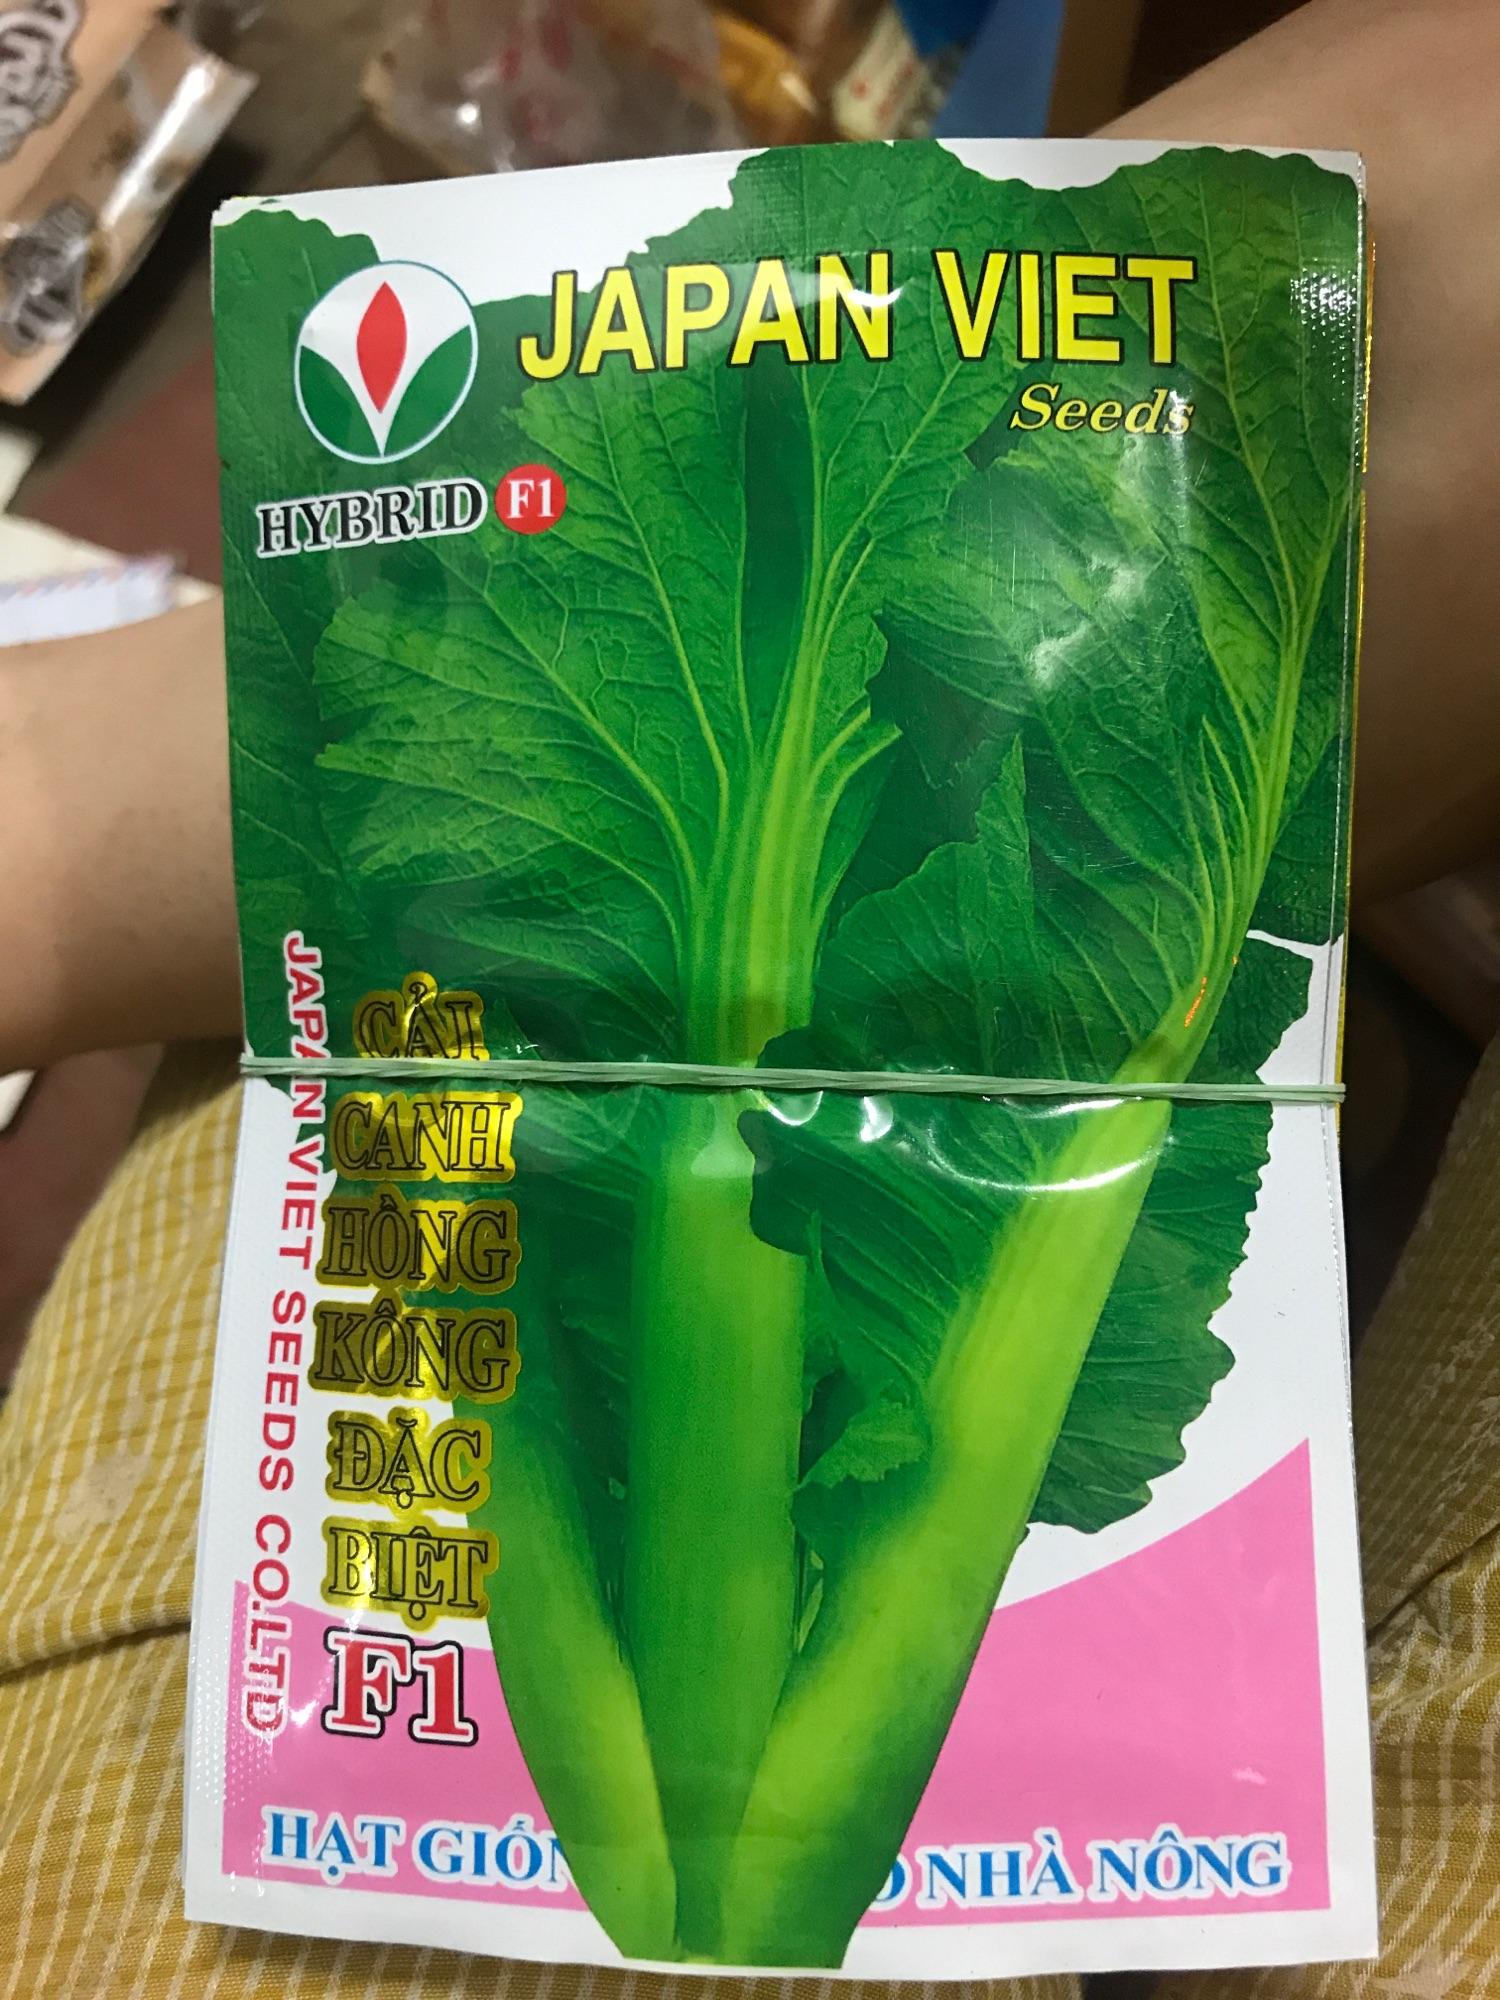 JAPAN VIET
Seeds
HYBRID F1
JAPAN VIET SEEDS CO.LTD
CẢI
CANH
HỒNG
KÔNG
ĐẶC
BIỆT
F1
HẠT GIỐNG
NHÀ NÔNG